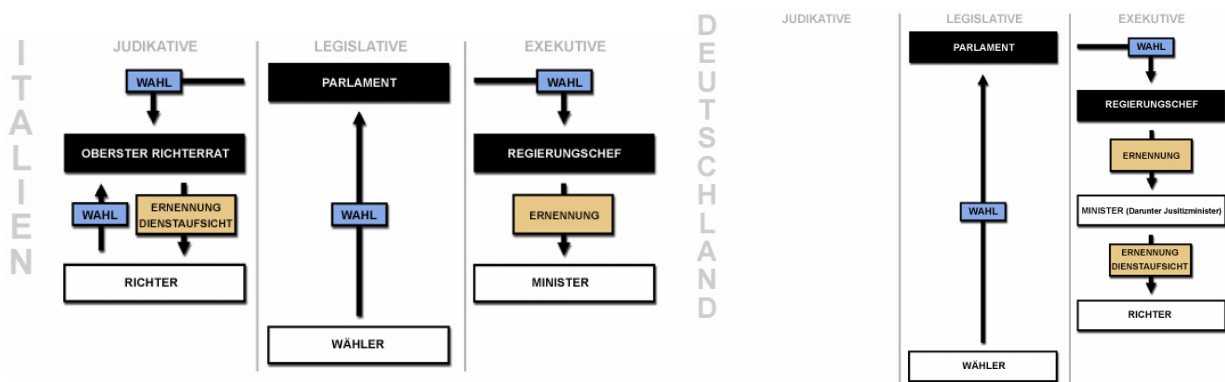 ITALIEN
JUDIKATIVE
LEGISLATIVE
EXEKUTIVE
WAHL
PARLAMENT
WAHL
OBERSTER RICHTERRAT
REGIERUNGSCHEF
WAHL
ERNENNUNG
DIENSTAUFSICHT
WAHL
ERNENNUNG
RICHTER
MINISTER
WÄHLER
DEUTSCHLAND
JUDIKATIVE
LEGISLATIVE
EXEKUTIVE
PARLAMENT
WAHL
REGIERUNGSCHEF
ERNENNUNG
WAHL
MINISTER (Darunter Jusitizminister)
ERNENNUNG
DIENSTAUFSICHT
RICHTER
WÄHLER